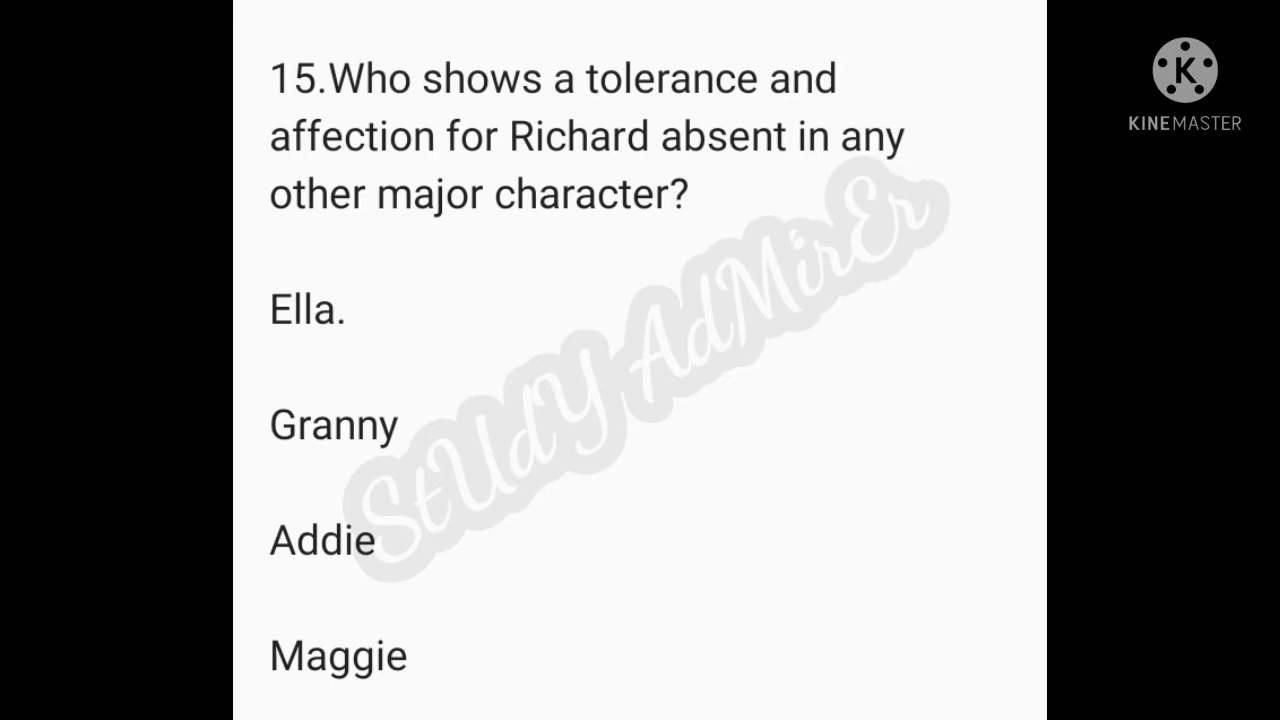 15.Who shows a tolerance and
affection for Richard absent in any
other major character?
Ella.
Granny
Addie
Maggie
StUdY AdMirEr
K
KINEMASTER